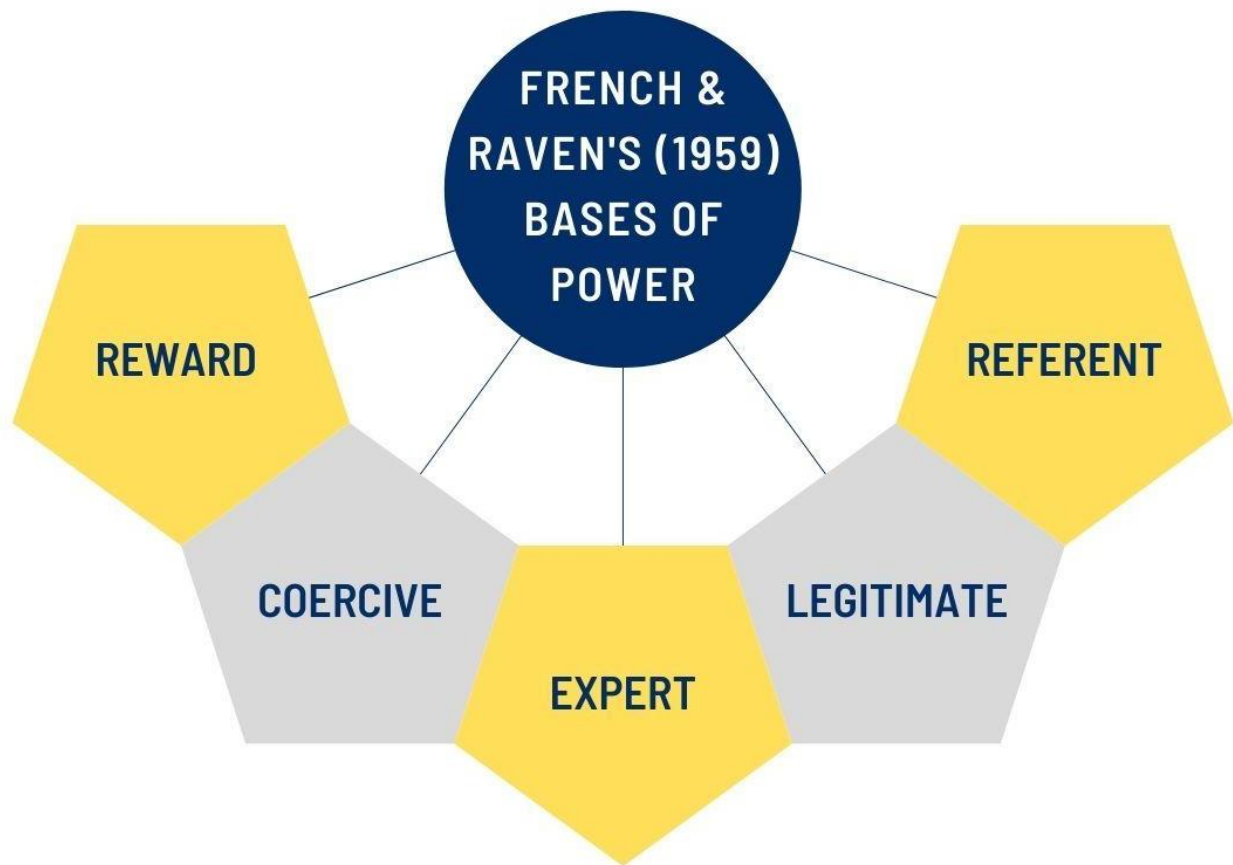 FRENCH &
RAVEN'S (1959)
BASES OF
POWER
REWARD
REFERENT
COERCIVE
LEGITIMATE
EXPERT